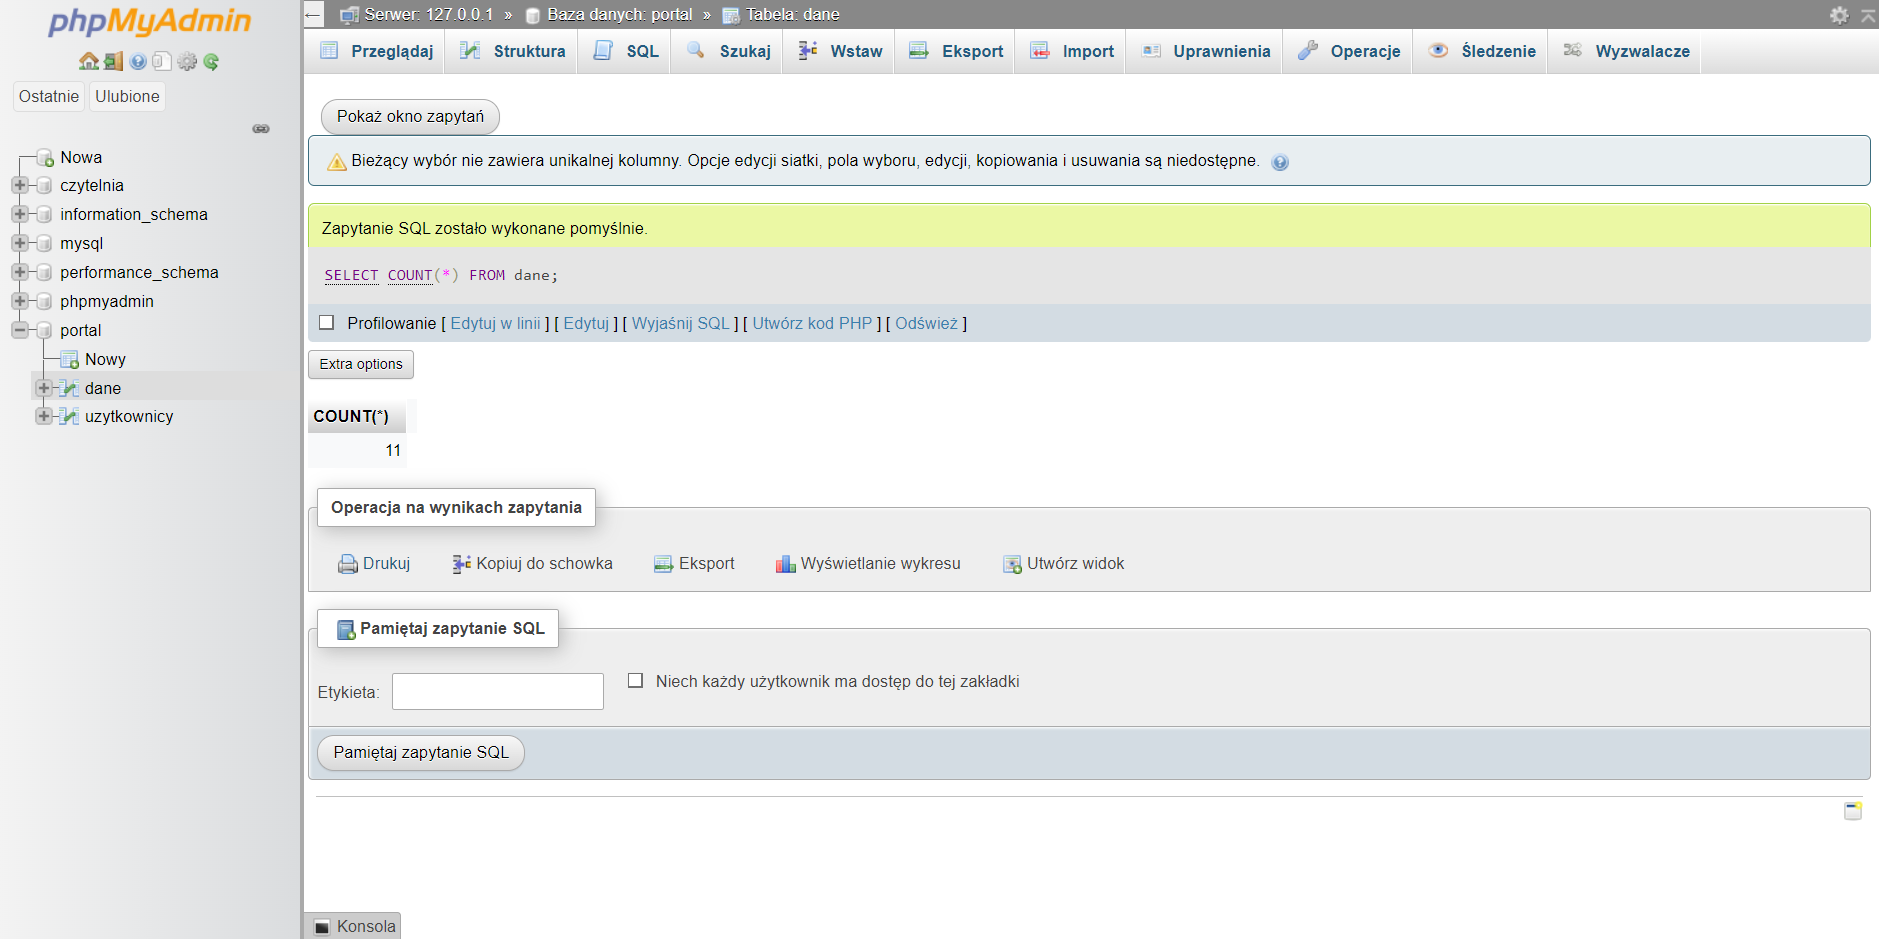 phpMyAdmin
Ostatnie Ulubione
Nowa
czytelnia
information_schema
mysql
performance_schema
phpmyadmin
portal
Nowy
dane
uzytkownicy
Serwer: 127.0.0.1 » Baza danych: portal » Tabela: dane
Przeglądaj Struktura SQL Szukaj Wstaw Eksport Import Uprawnienia Operacje Śledzenie Wyzwalacze
Pokaż okno zapytań
Bieżący wybór nie zawiera unikalnej kolumny. Opcje edycji siatki, pola wyboru, edycji, kopiowania i usuwania są niedostępne.
Zapytanie SQL zostało wykonane pomyślnie.
SELECT COUNT(*) FROM dane;
Profilowanie [ Edytuj w linii ] [ Edytuj ] [ Wyjaśnij SQL ] [ Utwórz kod PHP ] [ Odśwież ]
Extra options
COUNT(*)
11
Operacja na wynikach zapytania
Drukuj Kopiuj do schowka Eksport Wyświetlanie wykresu Utwórz widok
Pamiętaj zapytanie SQL
Etykieta: Niech każdy użytkownik ma dostęp do tej zakładki
Pamiętaj zapytanie SQL
Konsola